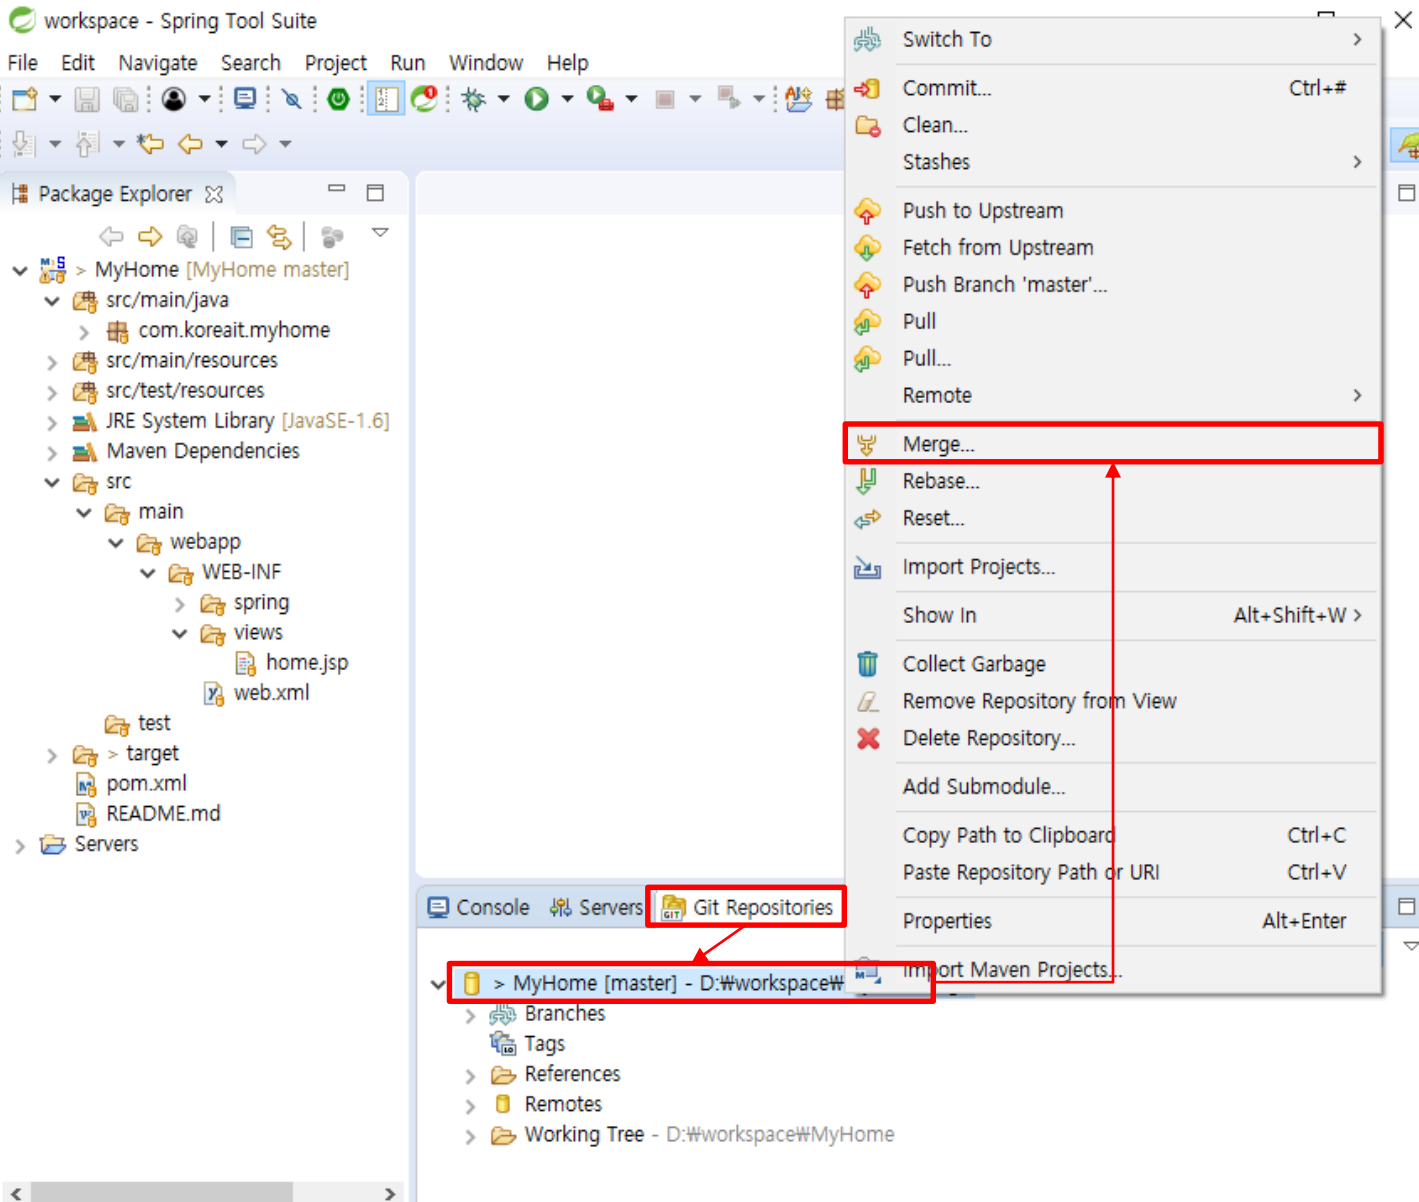 workspace - Spring Tool Suite
File Edit Navigate Search Project Run Window Help
Package Explorer
> MyHome [MyHome master]
src/main/java
com.koreait.myhome
src/main/resources
src/test/resources
JRE System Library [JavaSE-1.6]
Maven Dependencies
src
main
webapp
WEB-INF
spring
views
home.jsp
web.xml
test
> target
pom.xml
README.md
Servers
Switch To
Commit... Ctrl+#
Clean...
Stashes
Push to Upstream
Fetch from Upstream
Push Branch 'master'...
Pull
Pull...
Remote
Merge...
Rebase...
Reset...
Import Projects...
Show In Alt+Shift+W
Collect Garbage
Remove Repository from View
Delete Repository...
Add Submodule...
Copy Path to Clipboard Ctrl+C
Paste Repository Path or URI Ctrl+V
Properties Alt+Enter
Import Maven Projects...
Console Servers Git Repositories
> MyHome [master] - D:₩workspace₩
Branches
Tags
References
Remotes
Working Tree - D:₩workspace₩MyHome